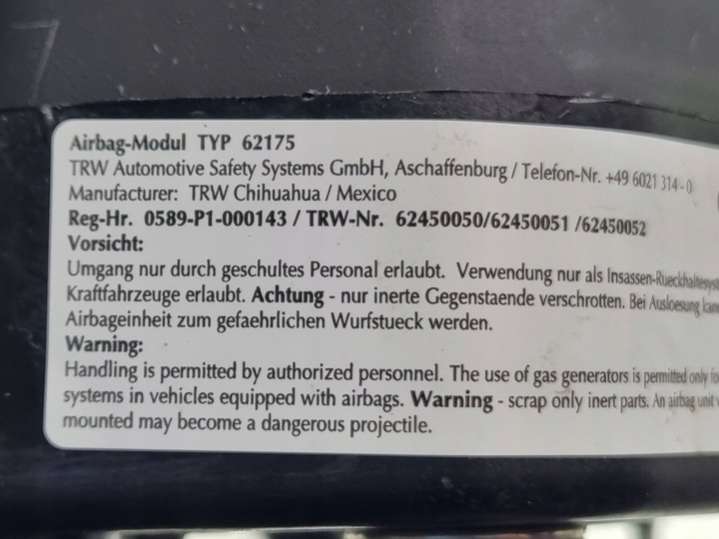 Airbag-Modul TYP 62175
TRW Automotive Safety Systems GmbH, Aschaffenburg / Telefon-Nr. +49 6021 314-0
Manufacturer: TRW Chihuahua / Mexico
Reg-Hr. 0589-P1-000143 / TRW-Nr. 62450050/62450051 /62450052
Vorsicht:
Umgang nur durch geschultes Personal erlaubt. Verwendung nur als
Kraftfahrzeuge erlaubt. Achtung - nur inerte Gegenstaende verschrotten. Bei Ausloesung kann
Airbageinheit zum gefaehrlichen Wurfstueck werden.
Warning:
Handling is permitted by authorized personnel. The use of gas generators is permitted only
systems in vehicles equipped with airbags. Warning - scrap only inert parts. An airbag unit
mounted may become a dangerous projectile.